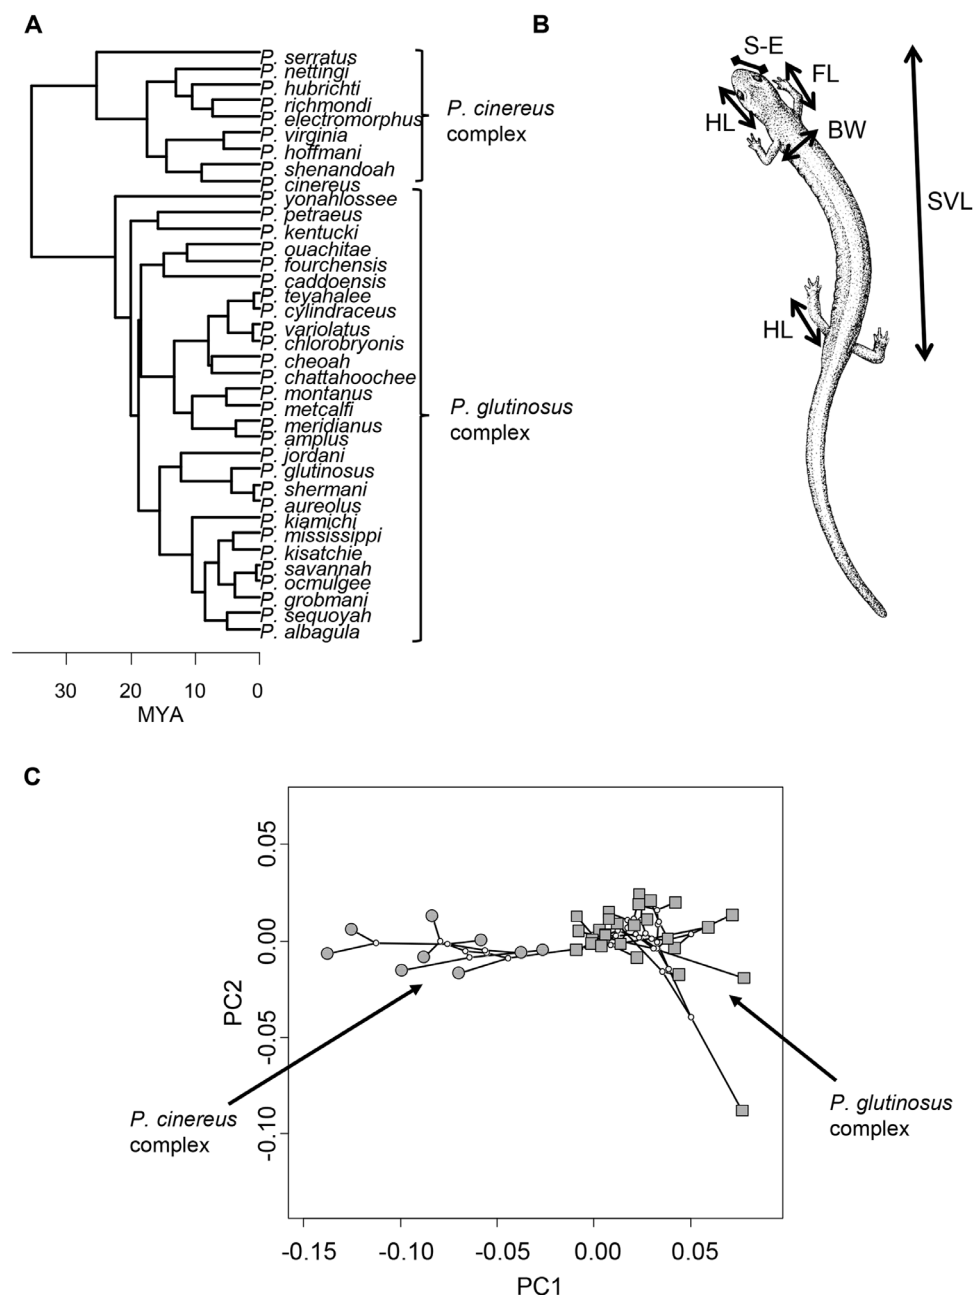 A
P. serratus
P. nettingi
P. hubrichti
P. richmondi
P. electromorphus
P. virginia
P. hoffmani
P. shenandoah
P. cinereus
P. yonahlossee
P. petraeus
P. kentucki
P. ouachitae
P. fourchensis
P. caddoensis
P. teyahalee
P. cylindraceus
P. variolatus
P. chlorobryonis
P. cheoah
P. chattahoochee
P. montanus
P. metcalfi
P. meridianus
P. amplus
P. jordani
P. glutinosus
P. shermani
P. aureolus
P. kiamichi
P. mississippi
P. kisatchie
P. savannah
P. ocmulgee
P. grobmani
P. sequoyah
P. albagula
P. cinereus
complex
P. glutinosus
complex
30 20 10 0
MYA
B
S-E
FL
HL
BW
SVL
HL
C
0.05
0.00
-0.05
-0.10
PC2
-0.15 -0.10 -0.05 0.00 0.05
PC1
P. cinereus
complex
P. glutinosus
complex